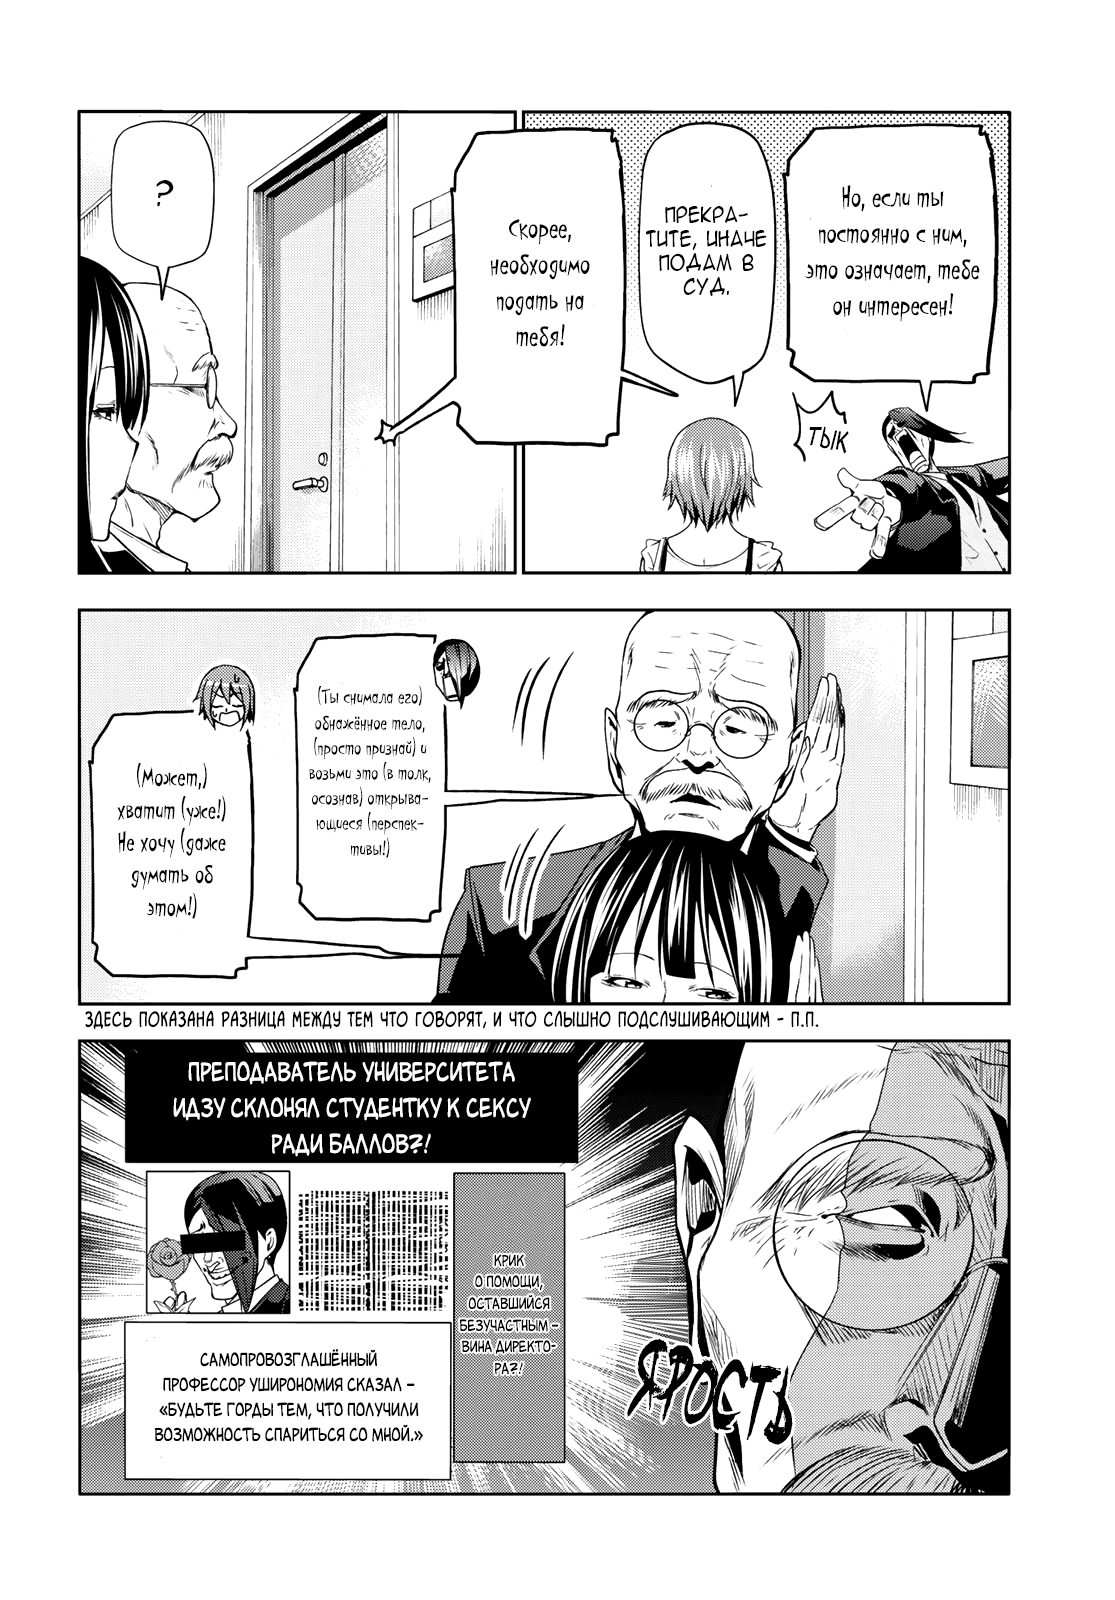 Но, если ты
постоянно с ним,
это означает, тебе
он интересен!
ТЫК
ПРЕКРА-
ТИТЕ, ИНАЧЕ
ПОДАМ В
СУД.
Скорее,
необходимо
подать на
тебя!
?
(Ты снимала его)
обнажённое тело,
(просто признай) и
возьми это (в толк,
осознав) открыва-
ющиеся (перспек-
тивы!)
(Может,)
хватит (уже!)
Не хочу (даже
думать об
этом!)
ЗДЕСЬ ПОКАЗАНА РАЗНИЦА МЕЖДУ ТЕМ ЧТО ГОВОРЯТ, И ЧТО СЛЫШНО ПОДСЛУШИВАЮЩИМ - П.П.
ПРЕПОДАВАТЕЛЬ УНИВЕРСИТЕТА
ИДЗУ СКЛОНЯЛ СТУДЕНТКУ К СЕКСУ
РАДИ БАЛЛОВ?!
КРИК
О ПОМОЩИ,
ОСТАВШИЙСЯ
БЕЗУЧАСТНЫМ –
ВИНА ДИРЕКТО-
РА?!
САМОПРОВОЗГЛАШЁННЫЙ
ПРОФЕССОР УШИРОНОМИЯ СКАЗАЛ –
«БУДЬТЕ ГОРДЫ ТЕМ, ЧТО ПОЛУЧИЛИ
ВОЗМОЖНОСТЬ СПАРИТЬСЯ СО МНОЙ.»
ЯРОСТЬ